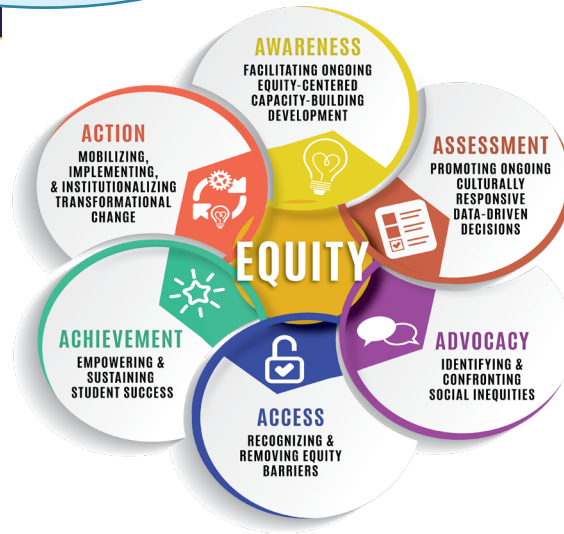 AWARENESS
FACILITATING ONGOING
EQUITY-CENTERED
CAPACITY-BUILDING
DEVELOPMENT
ASSESSMENT
PROMOTING ONGOING
CULTURALLY
RESPONSIVE
DATA-DRIVEN
DECISIONS
ADVOCACY
IDENTIFYING &
CONFRONTING
SOCIAL INEQUITIES
ACCESS
RECOGNIZING &
REMOVING EQUITY
BARRIERS
ACHIEVEMENT
EMPOWERING &
SUSTAINING
STUDENT SUCCESS
ACTION
MOBILIZING,
IMPLEMENTING,
& INSTITUTIONALIZING
TRANSFORMATIONAL
CHANGE
EQUITY